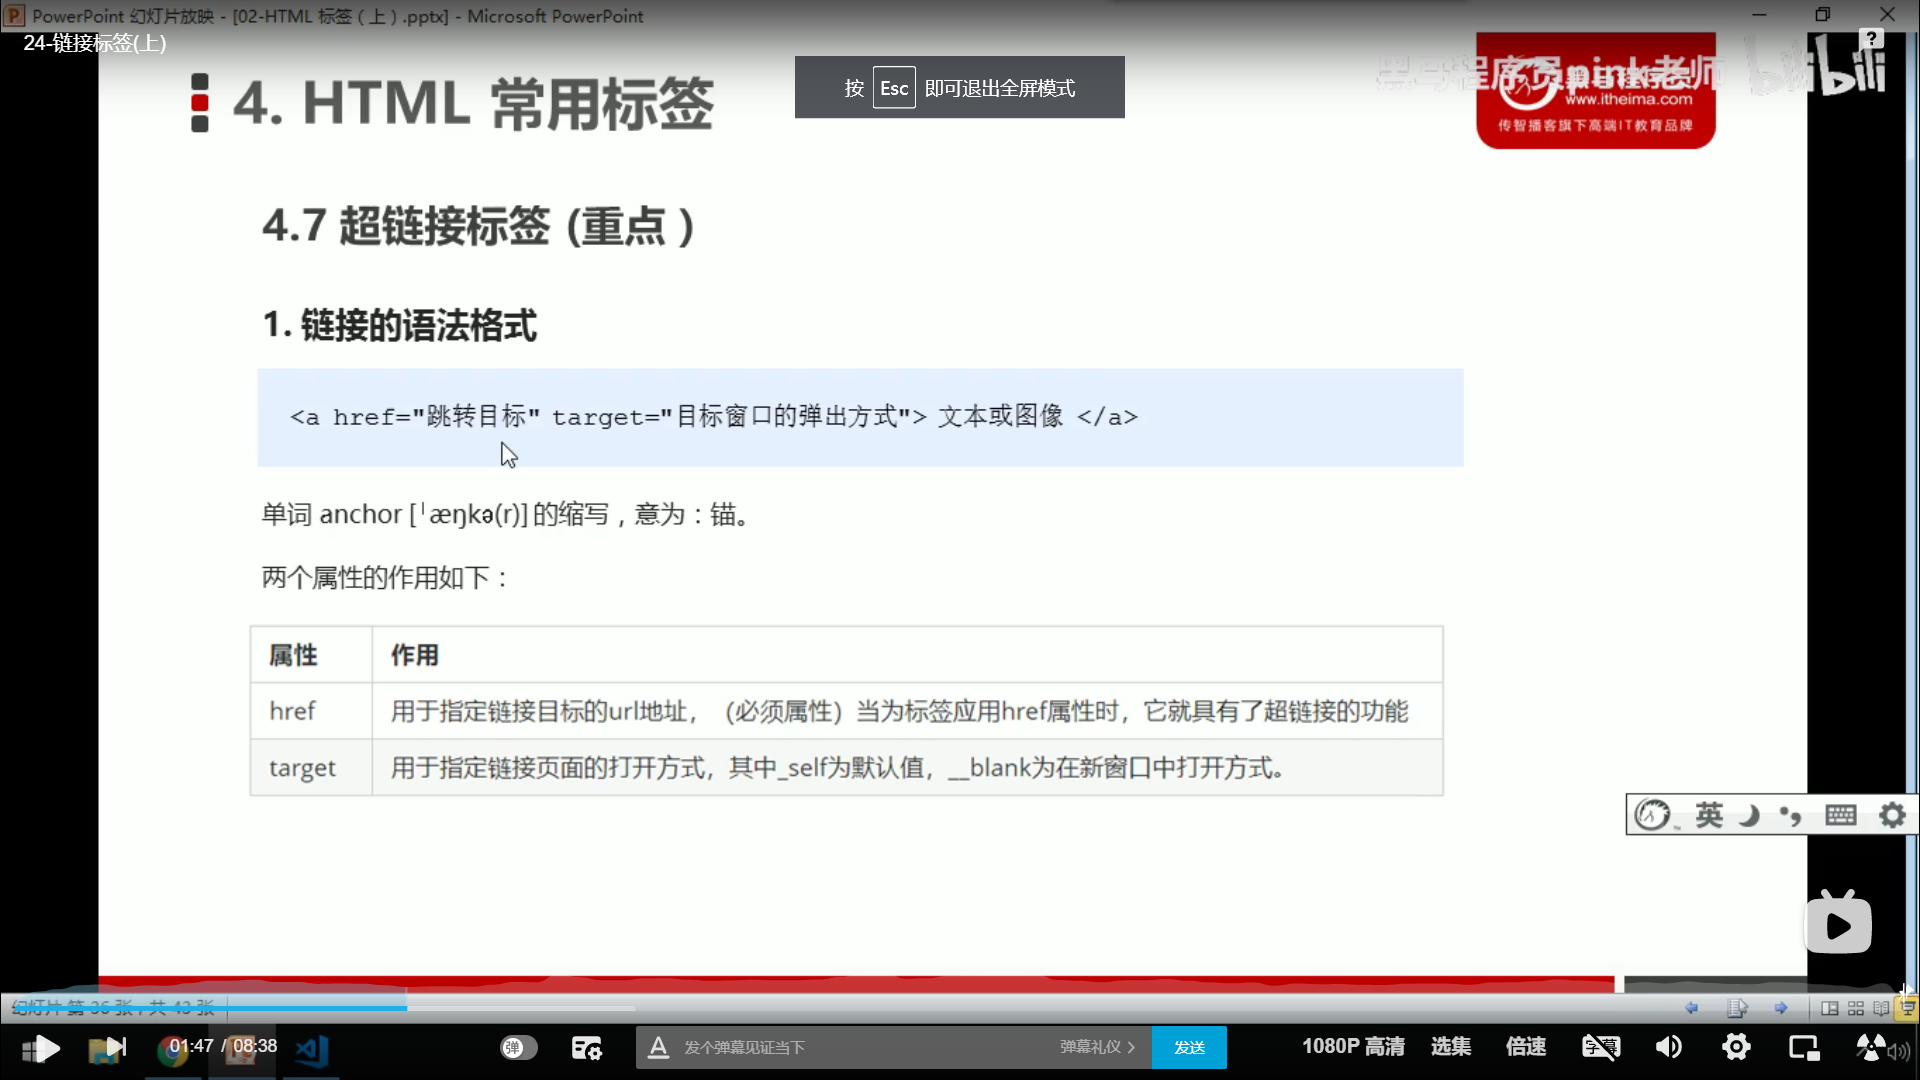 PowerPoint 幻灯片放映 - [02-HTML 标签（上）.pptx] - Microsoft PowerPoint
24-链接标签(上)
按 Esc 即可退出全屏模式
黑马程序员pink老师
bilibili
www.itheima.com
传智播客旗下高端IT教育品牌
4. HTML 常用标签
4.7 超链接标签 (重点）
1. 链接的语法格式
<a href="跳转目标" target="目标窗口的弹出方式"> 文本或图像 </a>
单词 anchor [ˈæŋkə(r)] 的缩写，意为：锚。
两个属性的作用如下：
属性 作用
href 用于指定链接目标的url地址，（必须属性）当为标签应用href属性时，它就具有了超链接的功能
target 用于指定链接页面的打开方式，其中_self为默认值，__blank为在新窗口中打开方式。
英
幻灯片 第 36 张，共 43 张
01:47 / 08:38
弹
发个弹幕见证当下
弹幕礼仪 >
发送
1080P 高清
选集
倍速
字幕